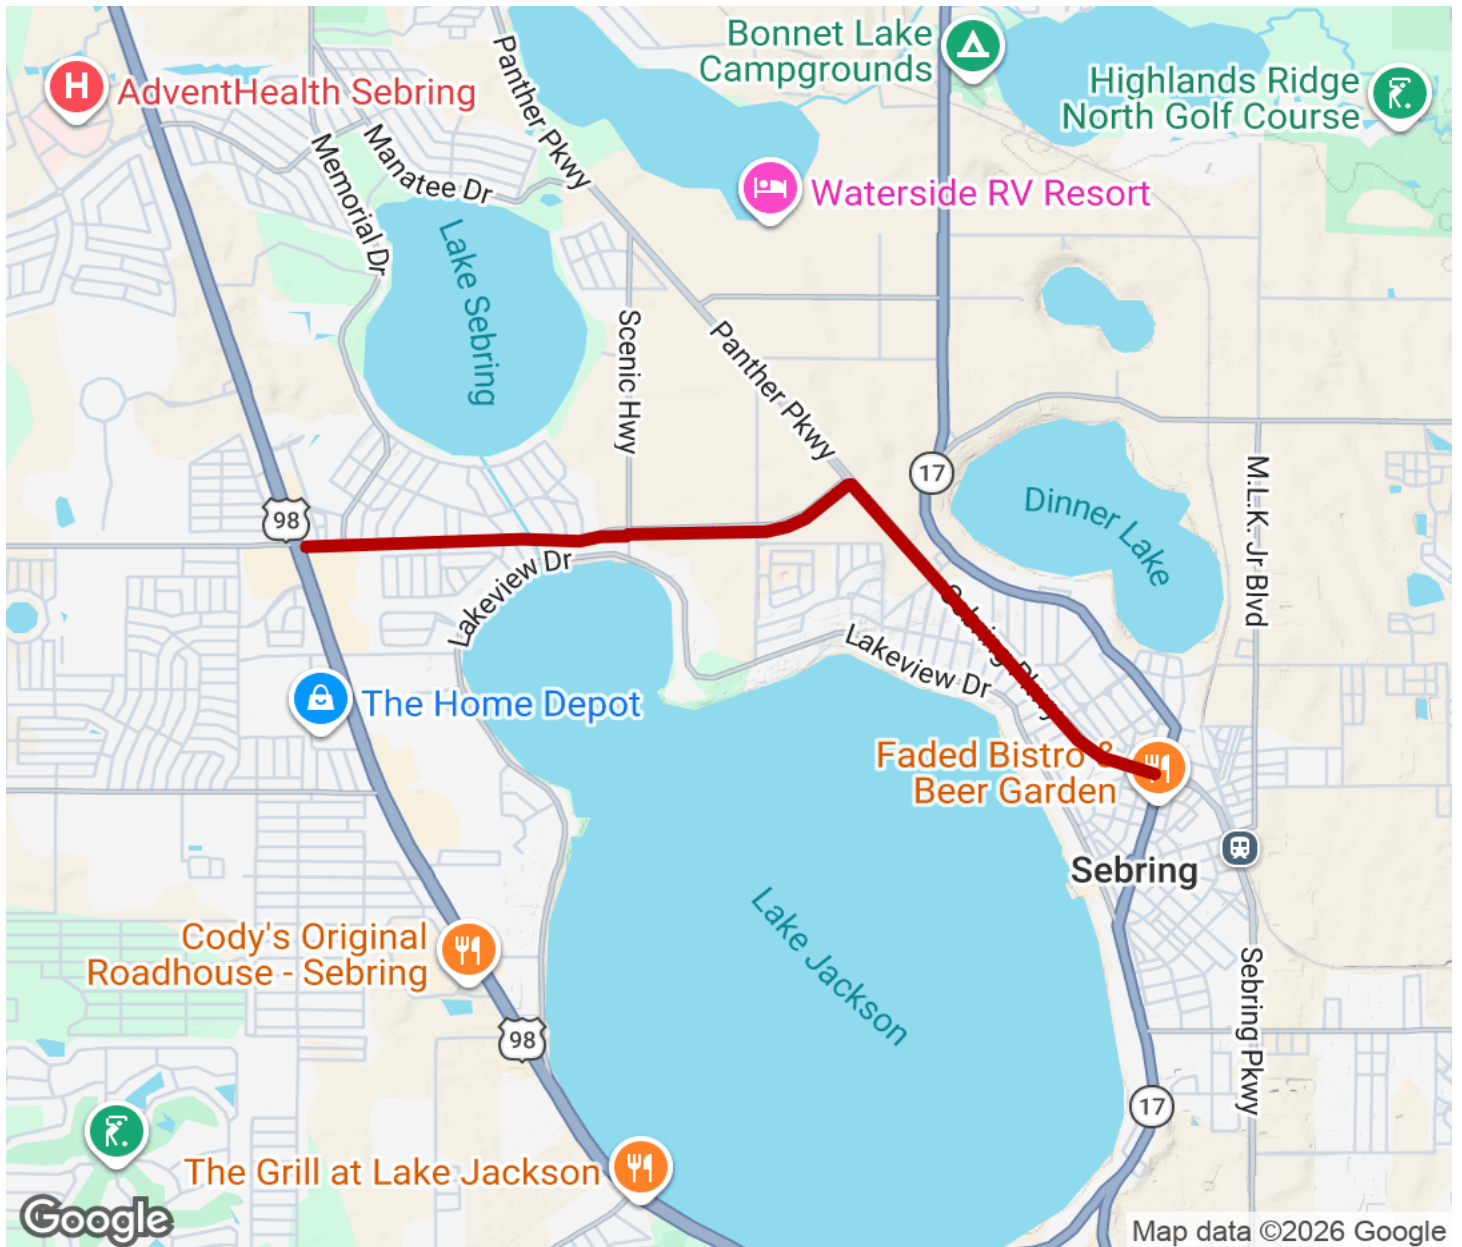 Bonnet Lake
Campgrounds
Highlands Ridge
North Golf Course
AdventHealth Sebring
Panther Pkwy
Manatee Dr
Memorial Dr
Waterside RV Resort
Lake Sebring
Scenic Hwy
Panther Pkwy
17
98
Dinner Lake
M.L.K. Jr Blvd
Lakeview Dr
Sebring Pkwy
Lakeview Dr
The Home Depot
Faded Bistro &
Beer Garden
Sebring
Lake Jackson
Cody's Original
Roadhouse - Sebring
98
Sebring Pkwy
17
The Grill at Lake Jackson
Google
Map data ©2026 Google